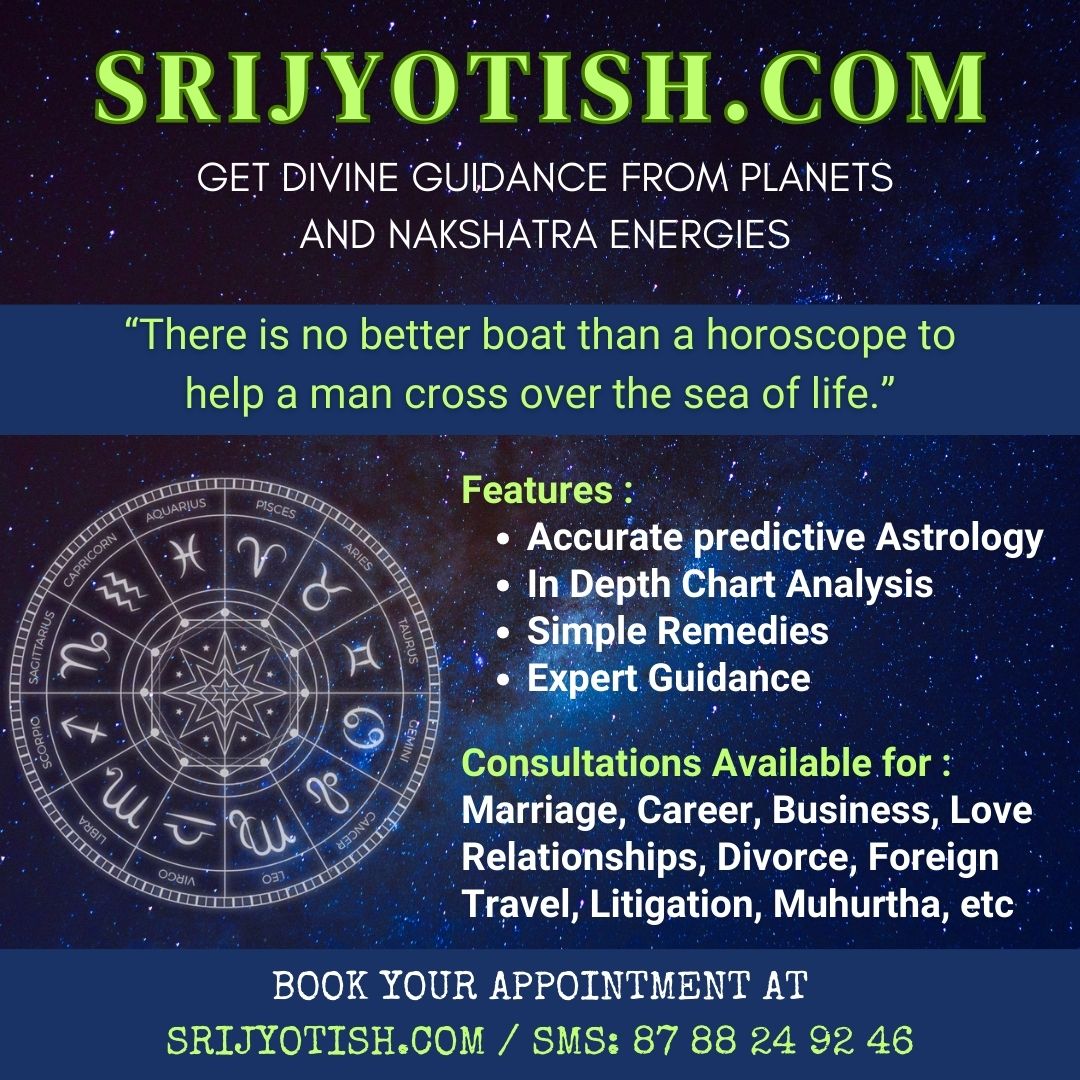 SRIJYOTISH.COM
GET DIVINE GUIDANCE FROM PLANETS
AND NAKSHATRA ENERGIES
“There is no better boat than a horoscope to
help a man cross over the sea of life.”
AQUARIUS
PISCES
ARIES
TAURUS
GEMINI
CANCER
LEO
VIRGO
LIBRA
SCORPIO
SAGITTARIUS
CAPRICORN
Features :
• Accurate predictive Astrology
• In Depth Chart Analysis
• Simple Remedies
• Expert Guidance
Consultations Available for :
Marriage, Career, Business, Love
Relationships, Divorce, Foreign
Travel, Litigation, Muhurtha, etc
BOOK YOUR APPOINTMENT AT
SRIJYOTISH.COM / SMS: 87 88 24 92 46